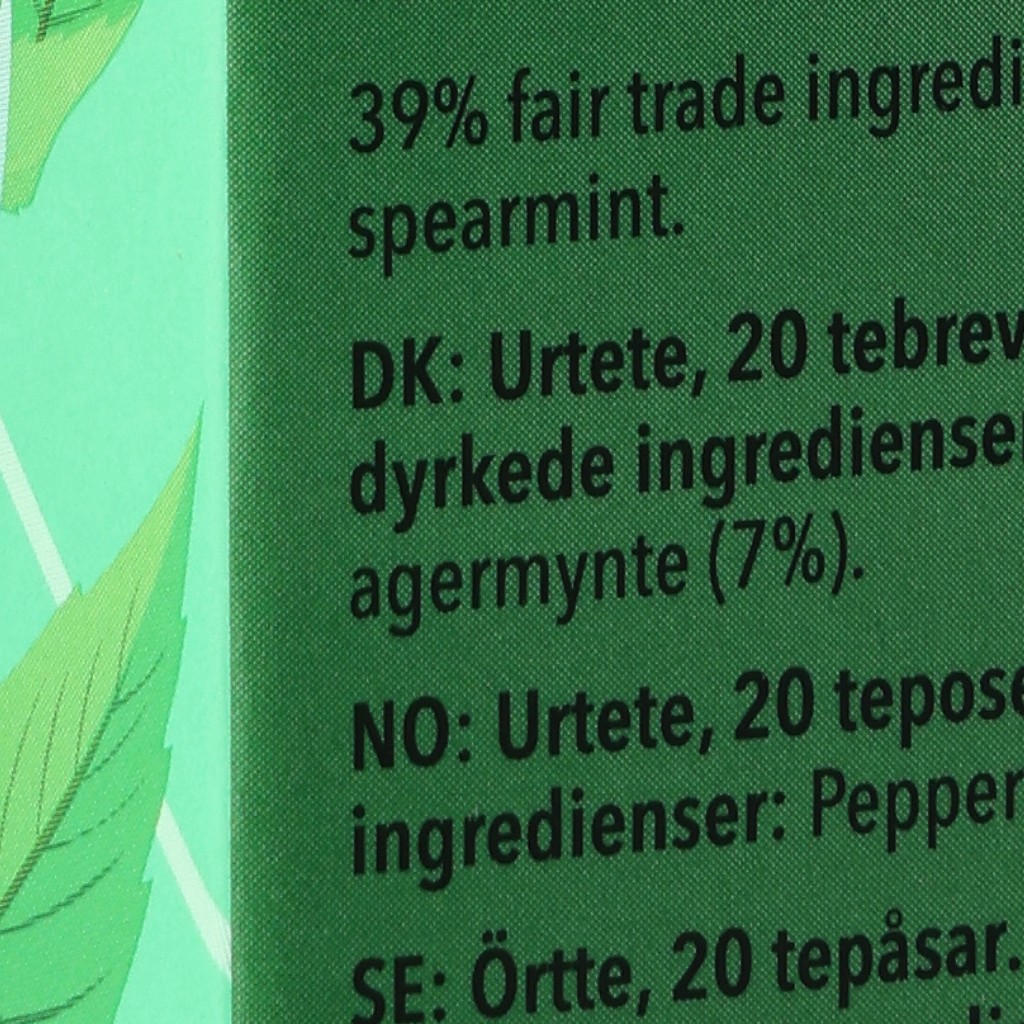 39% fair trade ingredi
spearmint.
DK: Urtete, 20 tebrev
dyrkede ingredienser
agermynte (7%).
NO: Urtete, 20 tepose
ingredienser: Pepper
SE: Örtte, 20 tepåsar.